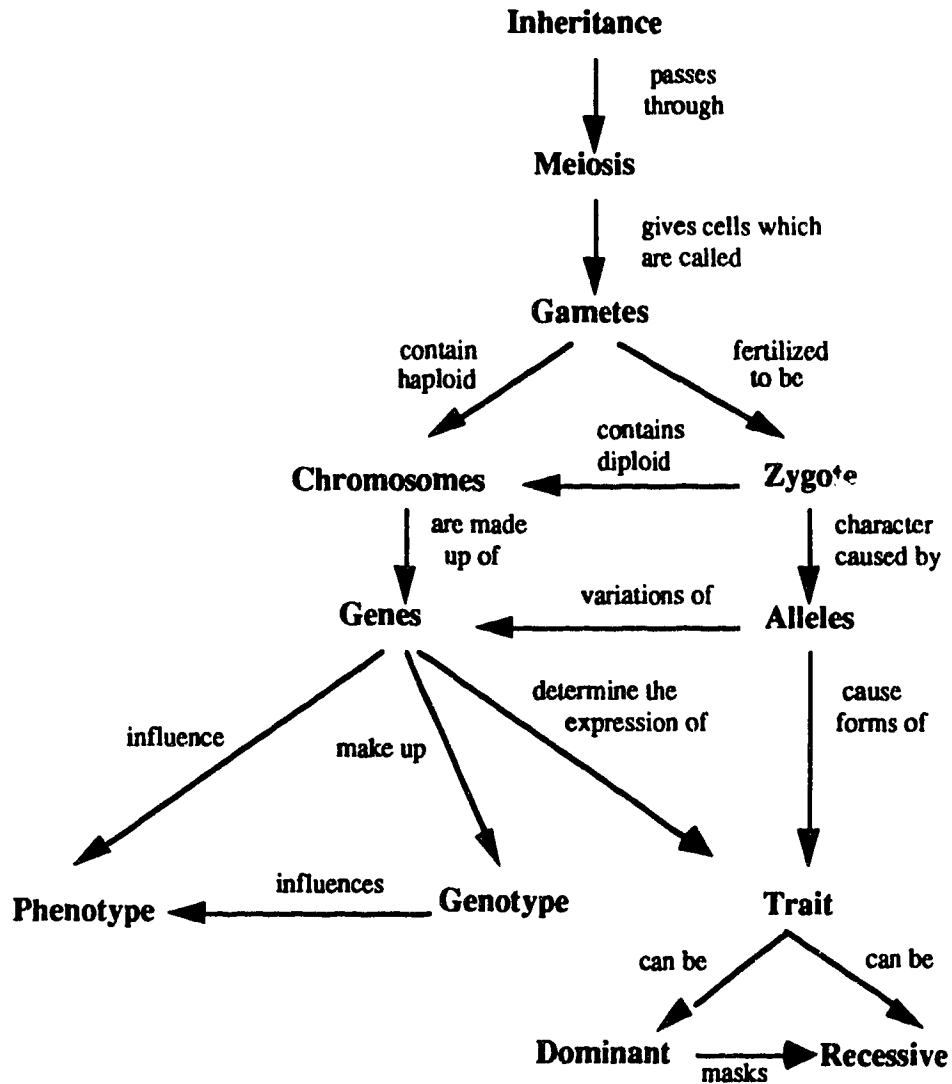 Inheritance
passes
through
Meiosis
gives cells which
are called
Gametes
contain
haploid
fertilized
to be
contains
diploid
Chromosomes
Zygote
are made
up of
character
caused by
Genes
variations of
Alleles
influence
make up
determine the
expression of
cause
forms of
Phenotype
influences
Genotype
Trait
can be
can be
Dominant
masks
Recessive